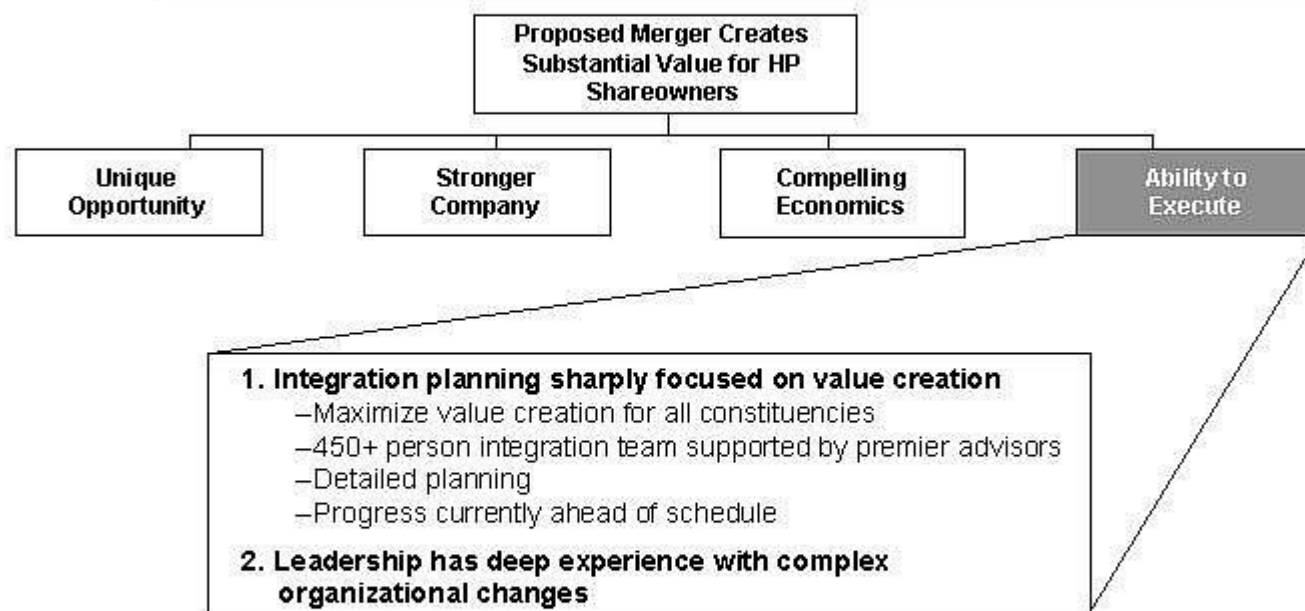 Proposed Merger Creates
Substantial Value for HP
Shareowners
Unique
Opportunity
Stronger
Company
Compelling
Economics
Ability to
Execute
1. Integration planning sharply focused on value creation
–Maximize value creation for all constituencies
–450+ person integration team supported by premier advisors
–Detailed planning
–Progress currently ahead of schedule
2. Leadership has deep experience with complex
organizational changes